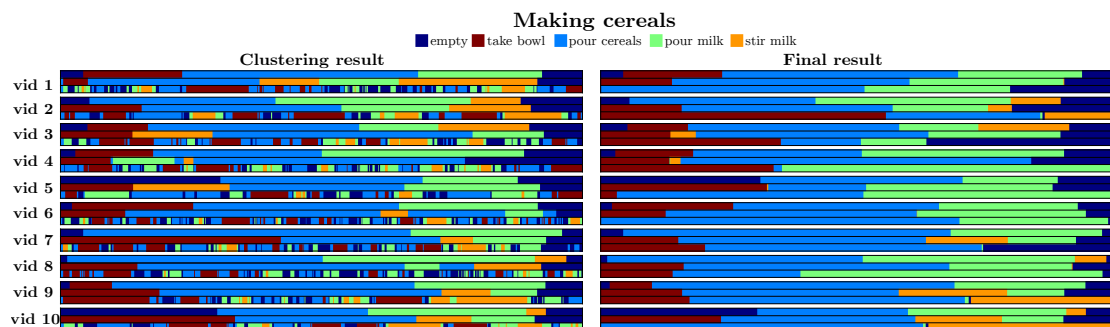 Making cereals
empty take bowl pour cereals pour milk stir milk
Clustering result Final result
vid 1
vid 2
vid 3
vid 4
vid 5
vid 6
vid 7
vid 8
vid 9
vid 10